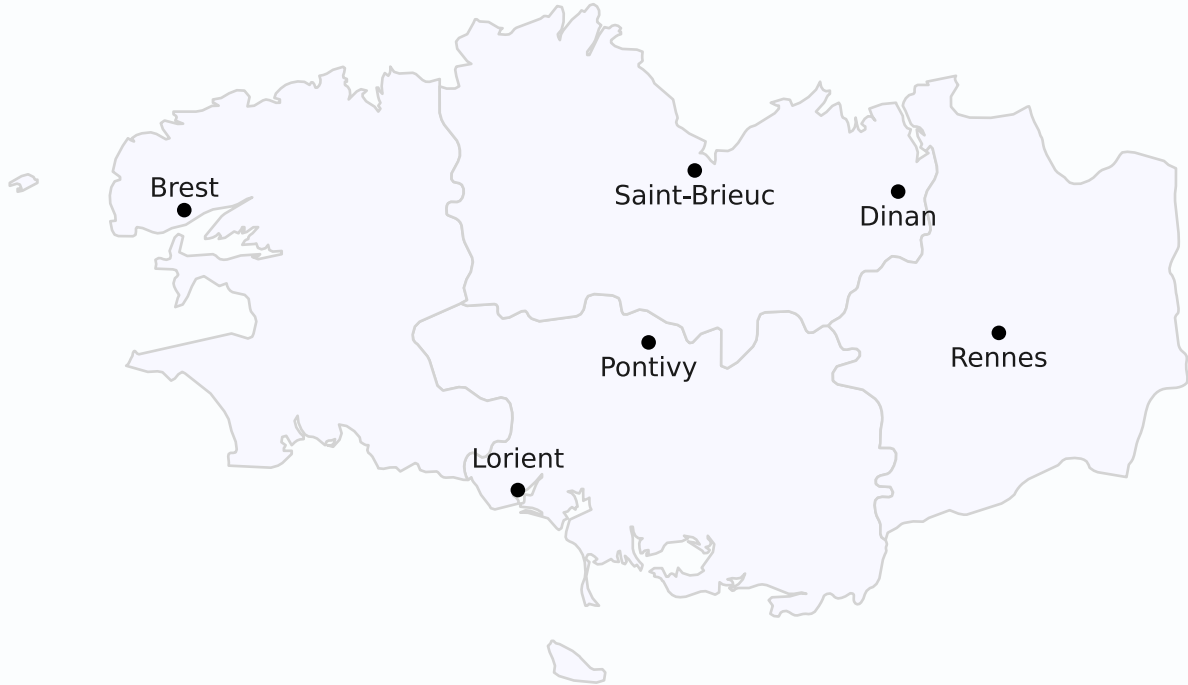 Brest
Saint-Brieuc
Dinan
Pontivy
Rennes
Lorient